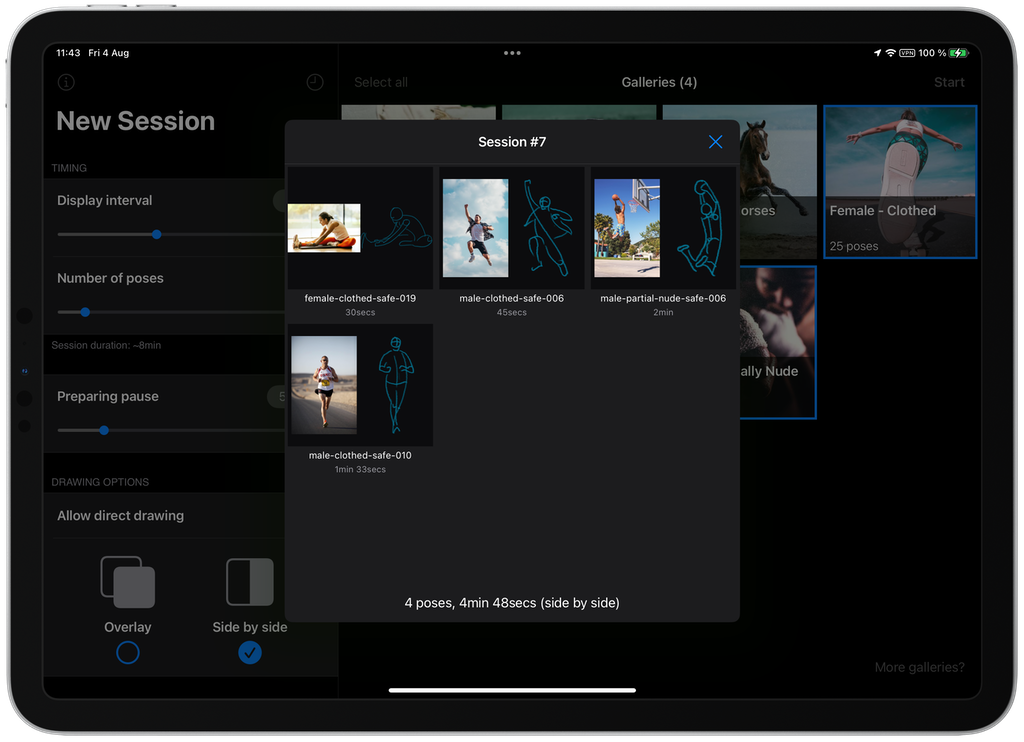 11:43 Fri 4 Aug
VPN 100 %
Select all
Galleries (4)
Start
New Session
TIMING
Display interval
Number of poses
Session duration: ~8min
Preparing pause
5
DRAWING OPTIONS
Allow direct drawing
Overlay
Side by side
Session #7
female-clothed-safe-019
30secs
male-clothed-safe-006
45secs
male-partial-nude-safe-006
2min
male-clothed-safe-010
1min 33secs
4 poses, 4min 48secs (side by side)
orses
Female - Clothed
25 poses
ally Nude
More galleries?